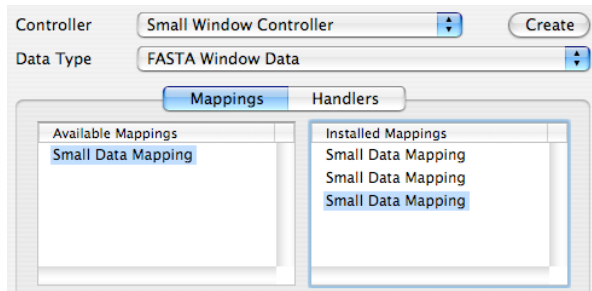 Controller Small Window Controller Create
Data Type FASTA Window Data
Mappings Handlers
Available Mappings Installed Mappings
Small Data Mapping Small Data Mapping
Small Data Mapping
Small Data Mapping